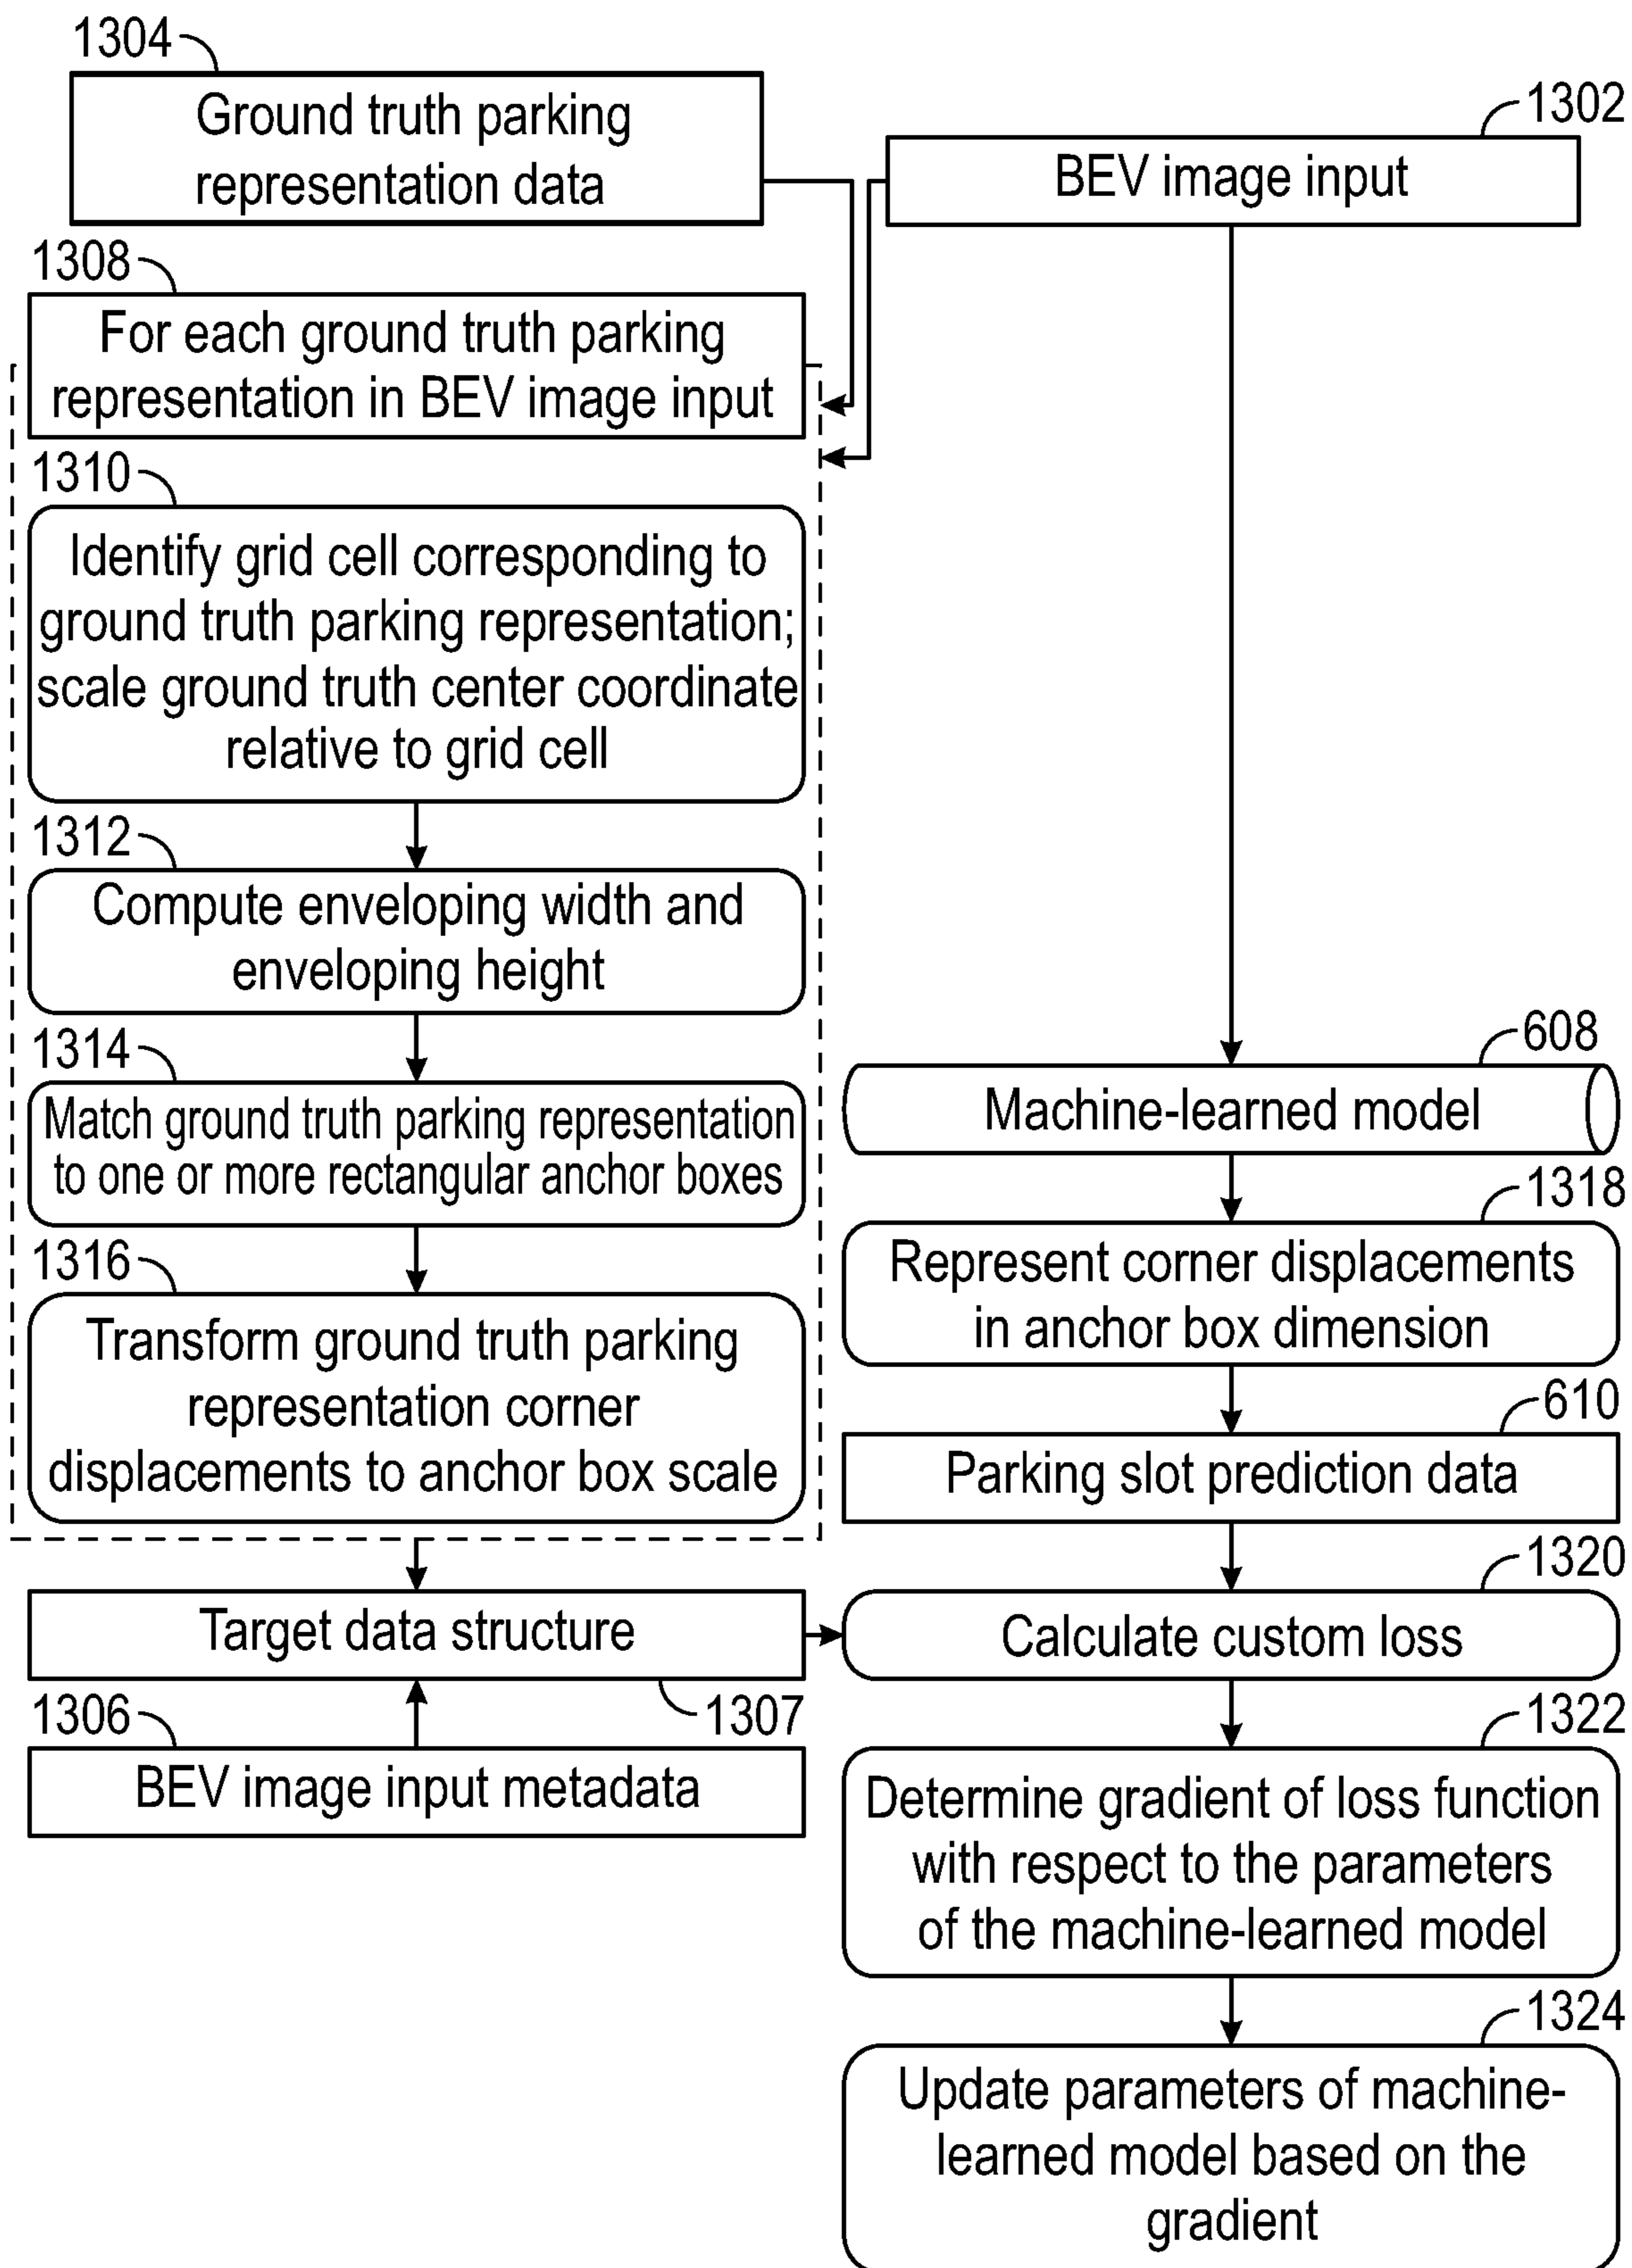 1304
Ground truth parking
representation data
1302
BEV image input
1308
For each ground truth parking
representation in BEV image input
1310
Identify grid cell corresponding to
ground truth parking representation;
scale ground truth center coordinate
relative to grid cell
1312
Compute enveloping width and
enveloping height
1314
Match ground truth parking representation
to one or more rectangular anchor boxes
1316
Transform ground truth parking
representation corner
displacements to anchor box scale
Target data structure
1307
1306
BEV image input metadata
608
Machine-learned model
1318
Represent corner displacements
in anchor box dimension
610
Parking slot prediction data
1320
Calculate custom loss
1322
Determine gradient of loss function
with respect to the parameters
of the machine-learned model
1324
Update parameters of machine-
learned model based on the
gradient